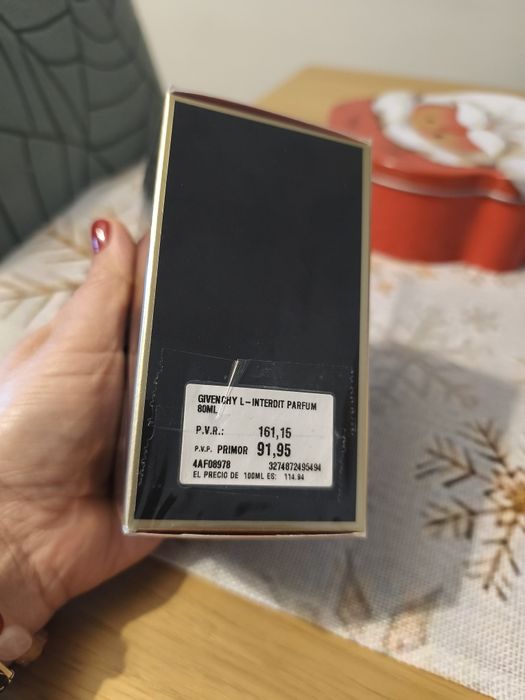 GIVENCHY L-INTERDIT PARFUM
80ML
P.V.R.: 161,15
P.V.P. PRIMOR 91,95
4AF08978 3274872495494
EL PRECIO DE 100ML ES: 114.94